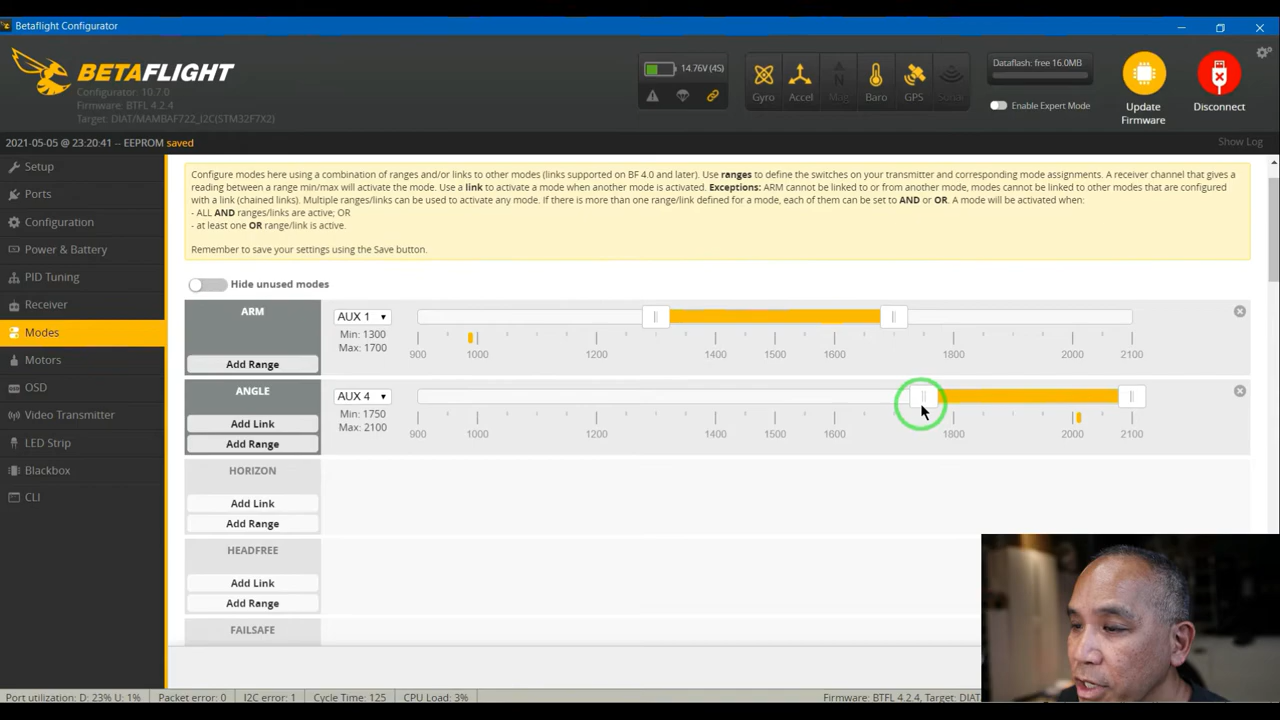 Betaflight Configurator
BETAFLIGHT
Configurator: 10.7.0
Firmware: BTFL 4.2.4
Target: DIAT/MAMBAF722_I2C(STM32F7X2)
14.76V (4S)
Gyro
Accel
Mag
Baro
GPS
Sonar
Dataflash: free 16.0MB
Enable Expert Mode
Update
Firmware
Disconnect
2021-05-05 @ 23:20:41 -- EEPROM saved
Show Log
Setup
Ports
Configuration
Power & Battery
PID Tuning
Receiver
Modes
Motors
OSD
Video Transmitter
LED Strip
Blackbox
CLI
Configure modes here using a combination of ranges and/or links to other modes (links supported on BF 4.0 and later). Use ranges to define the switches on your transmitter and corresponding mode assignments. A receiver channel that gives a
reading between a range min/max will activate the mode. Use a link to activate a mode when another mode is activated. Exceptions: ARM cannot be linked to or from another mode, modes cannot be linked to other modes that are configured
with a link (chained links). Multiple ranges/links can be used to activate any mode. If there is more than one range/link defined for a mode, each of them can be set to AND or OR. A mode will be activated when:
- ALL AND ranges/links are active; OR
- at least one OR range/link is active.
Remember to save your settings using the Save button.
Hide unused modes
ARM
Add Range
AUX 1
Min: 1300
Max: 1700
900 1000 1200 1400 1500 1600 1800 2000 2100
ANGLE
Add Link
Add Range
AUX 4
Min: 1750
Max: 2100
900 1000 1200 1400 1500 1600 1800 2000 2100
HORIZON
Add Link
Add Range
HEADFREE
Add Link
Add Range
FAILSAFE
Port utilization: D: 23% U: 1%
Packet error: 0
I2C error: 1
Cycle Time: 125
CPU Load: 3%
Firmware: BTFL 4.2.4, Target: DIAT